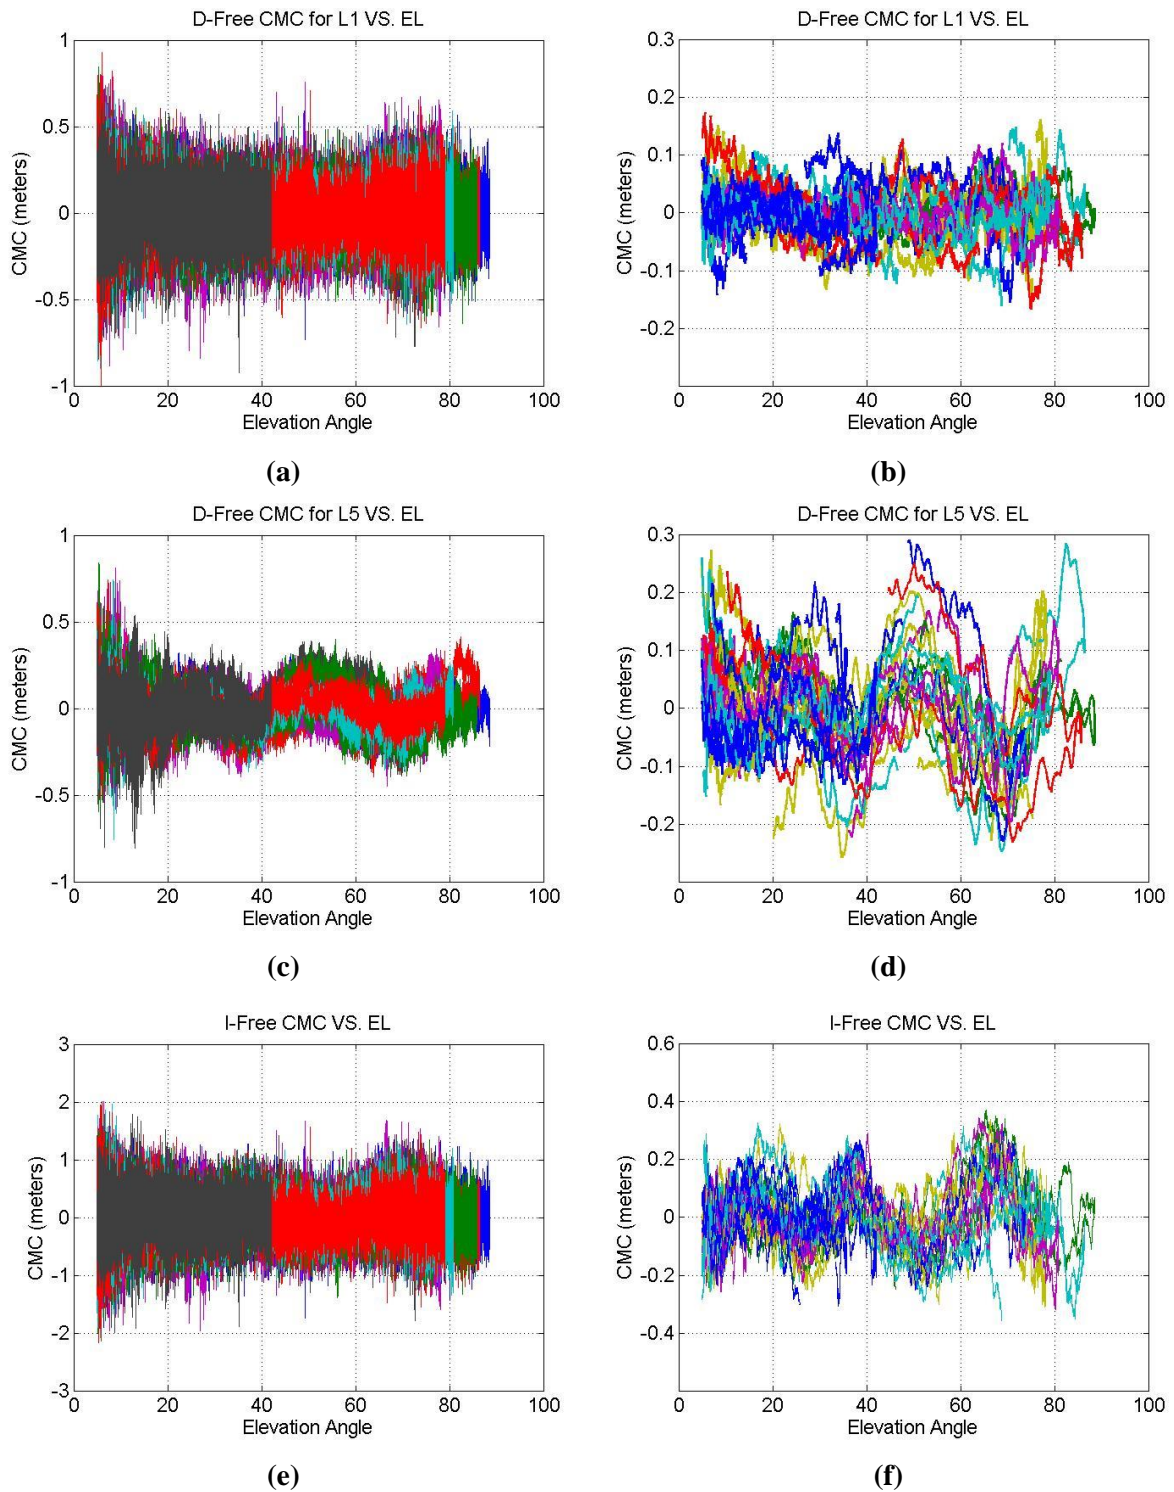 D-Free CMC for L1 VS. EL
1
0.5
0
-0.5
-1
CMC (meters)
0 20 40 60 80 100
Elevation Angle
(a)
D-Free CMC for L1 VS. EL
0.3
0.2
0.1
0
-0.1
-0.2
CMC (meters)
0 20 40 60 80 100
Elevation Angle
(b)
D-Free CMC for L5 VS. EL
1
0.5
0
-0.5
-1
CMC (meters)
0 20 40 60 80 100
Elevation Angle
(c)
D-Free CMC for L5 VS. EL
0.3
0.2
0.1
0
-0.1
-0.2
CMC (meters)
0 20 40 60 80 100
Elevation Angle
(d)
I-Free CMC VS. EL
3
2
1
0
-1
-2
-3
CMC (meters)
0 20 40 60 80 100
Elevation Angle
(e)
I-Free CMC VS. EL
0.6
0.4
0.2
0
-0.2
-0.4
CMC (meters)
0 20 40 60 80 100
Elevation Angle
(f)